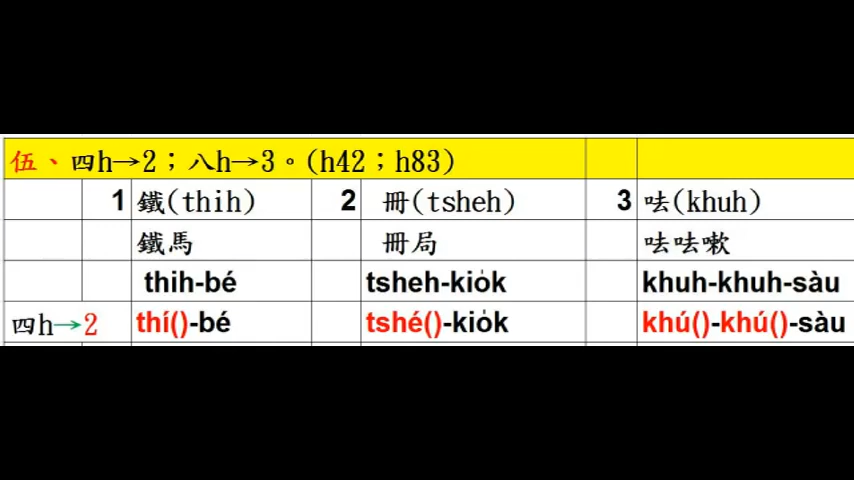 伍、四h→2；八h→3。(h42；h83)
1 鐵(thih) 2 冊(tsheh) 3 呿(khuh)
鐵馬 冊局 呿呿嗽
thih-bé tsheh-kio̍k khuh-khuh-sàu
四h→2 thí()-bé tshé()-kio̍k khú()-khú()-sàu